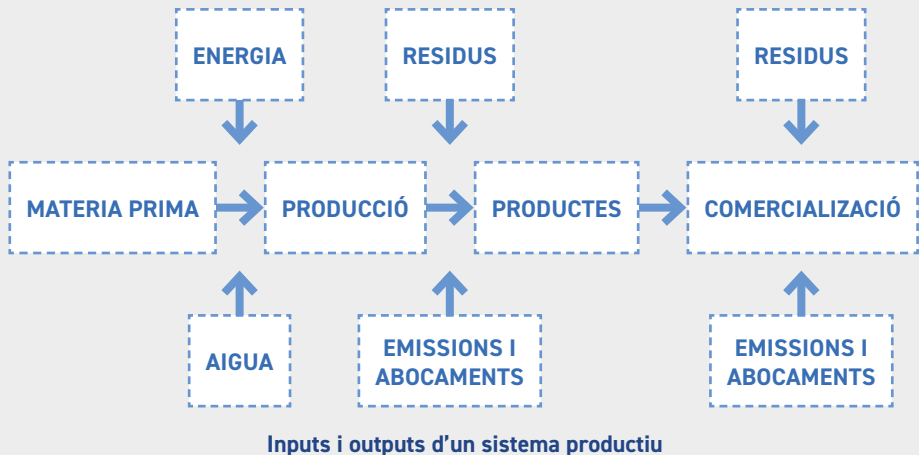 ENERGIA
RESIDUS
RESIDUS
MATERIA PRIMA
PRODUCCIÓ
PRODUCTES
COMERCIALIZACIÓ
AIGUA
EMISSIONS I
ABOCAMENTS
EMISSIONS I
ABOCAMENTS
Inputs i outputs d'un sistema productiu